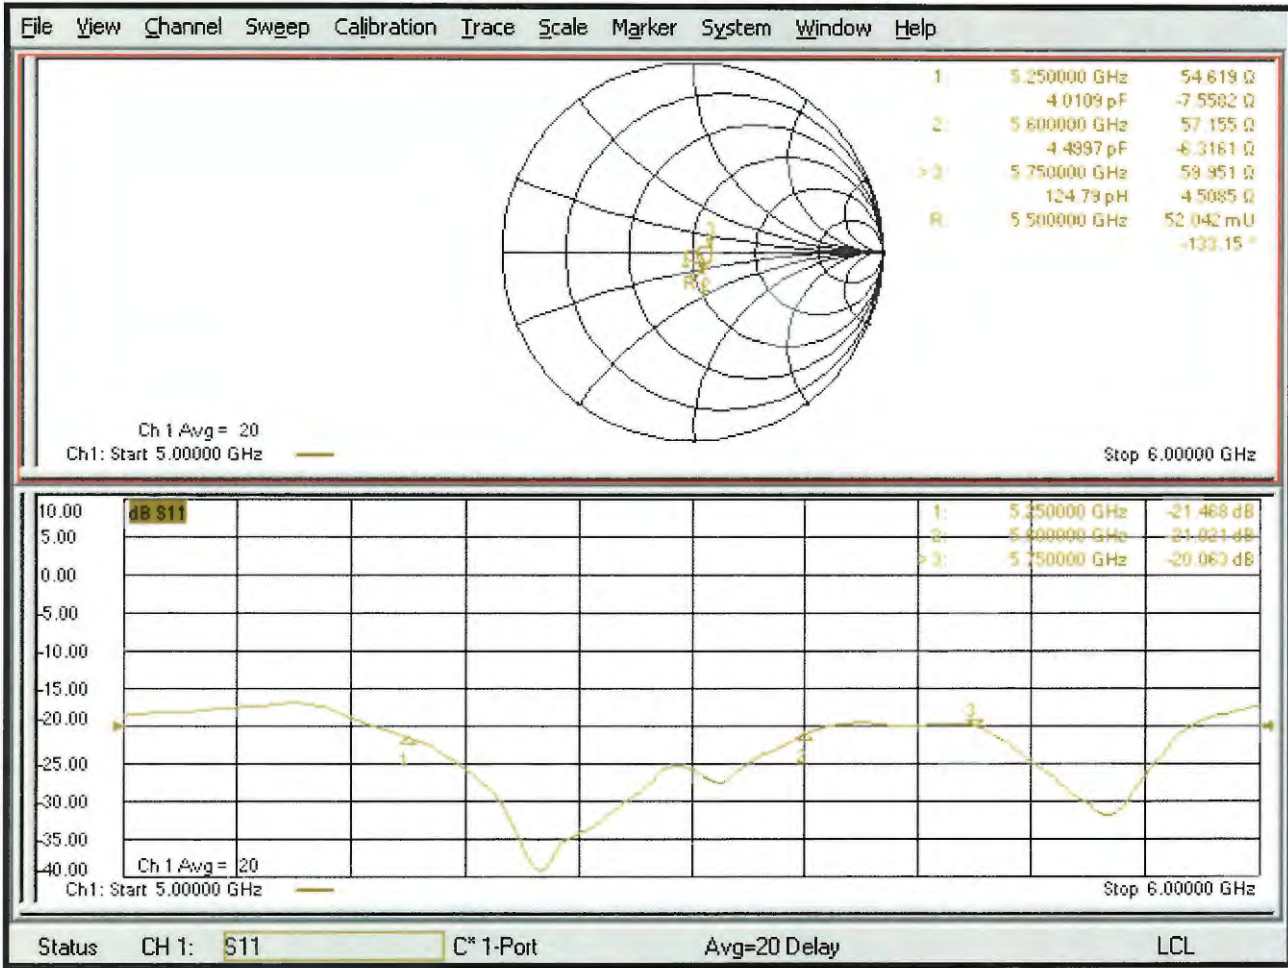 File View Channel Sweep Calibration Trace Scale Marker System Window Help
1: 5.250000 GHz 54.619 Ω
4.0109 pF -7.5582 Ω
2: 5.600000 GHz 57.155 Ω
4.4997 pF -6.3161 Ω
> 3: 5.750000 GHz 59.951 Ω
124.79 pH 4.5085 Ω
R: 5.500000 GHz 52.042 mU
-133.15 °
3
R
Ch 1 Avg = 20
Ch1: Start 5.00000 GHz Stop 6.00000 GHz
10.00 dB S11 1: 5.250000 GHz -21.468 dB
5.00 2: 5.600000 GHz -21.021 dB
0.00 > 3: 5.750000 GHz -20.063 dB
-5.00
-10.00
-15.00
-20.00
3
1
2
-25.00
-30.00
-35.00
-40.00
Ch 1 Avg = 20
Ch1: Start 5.00000 GHz Stop 6.00000 GHz
Status CH 1: S11 C* 1-Port Avg=20 Delay LCL